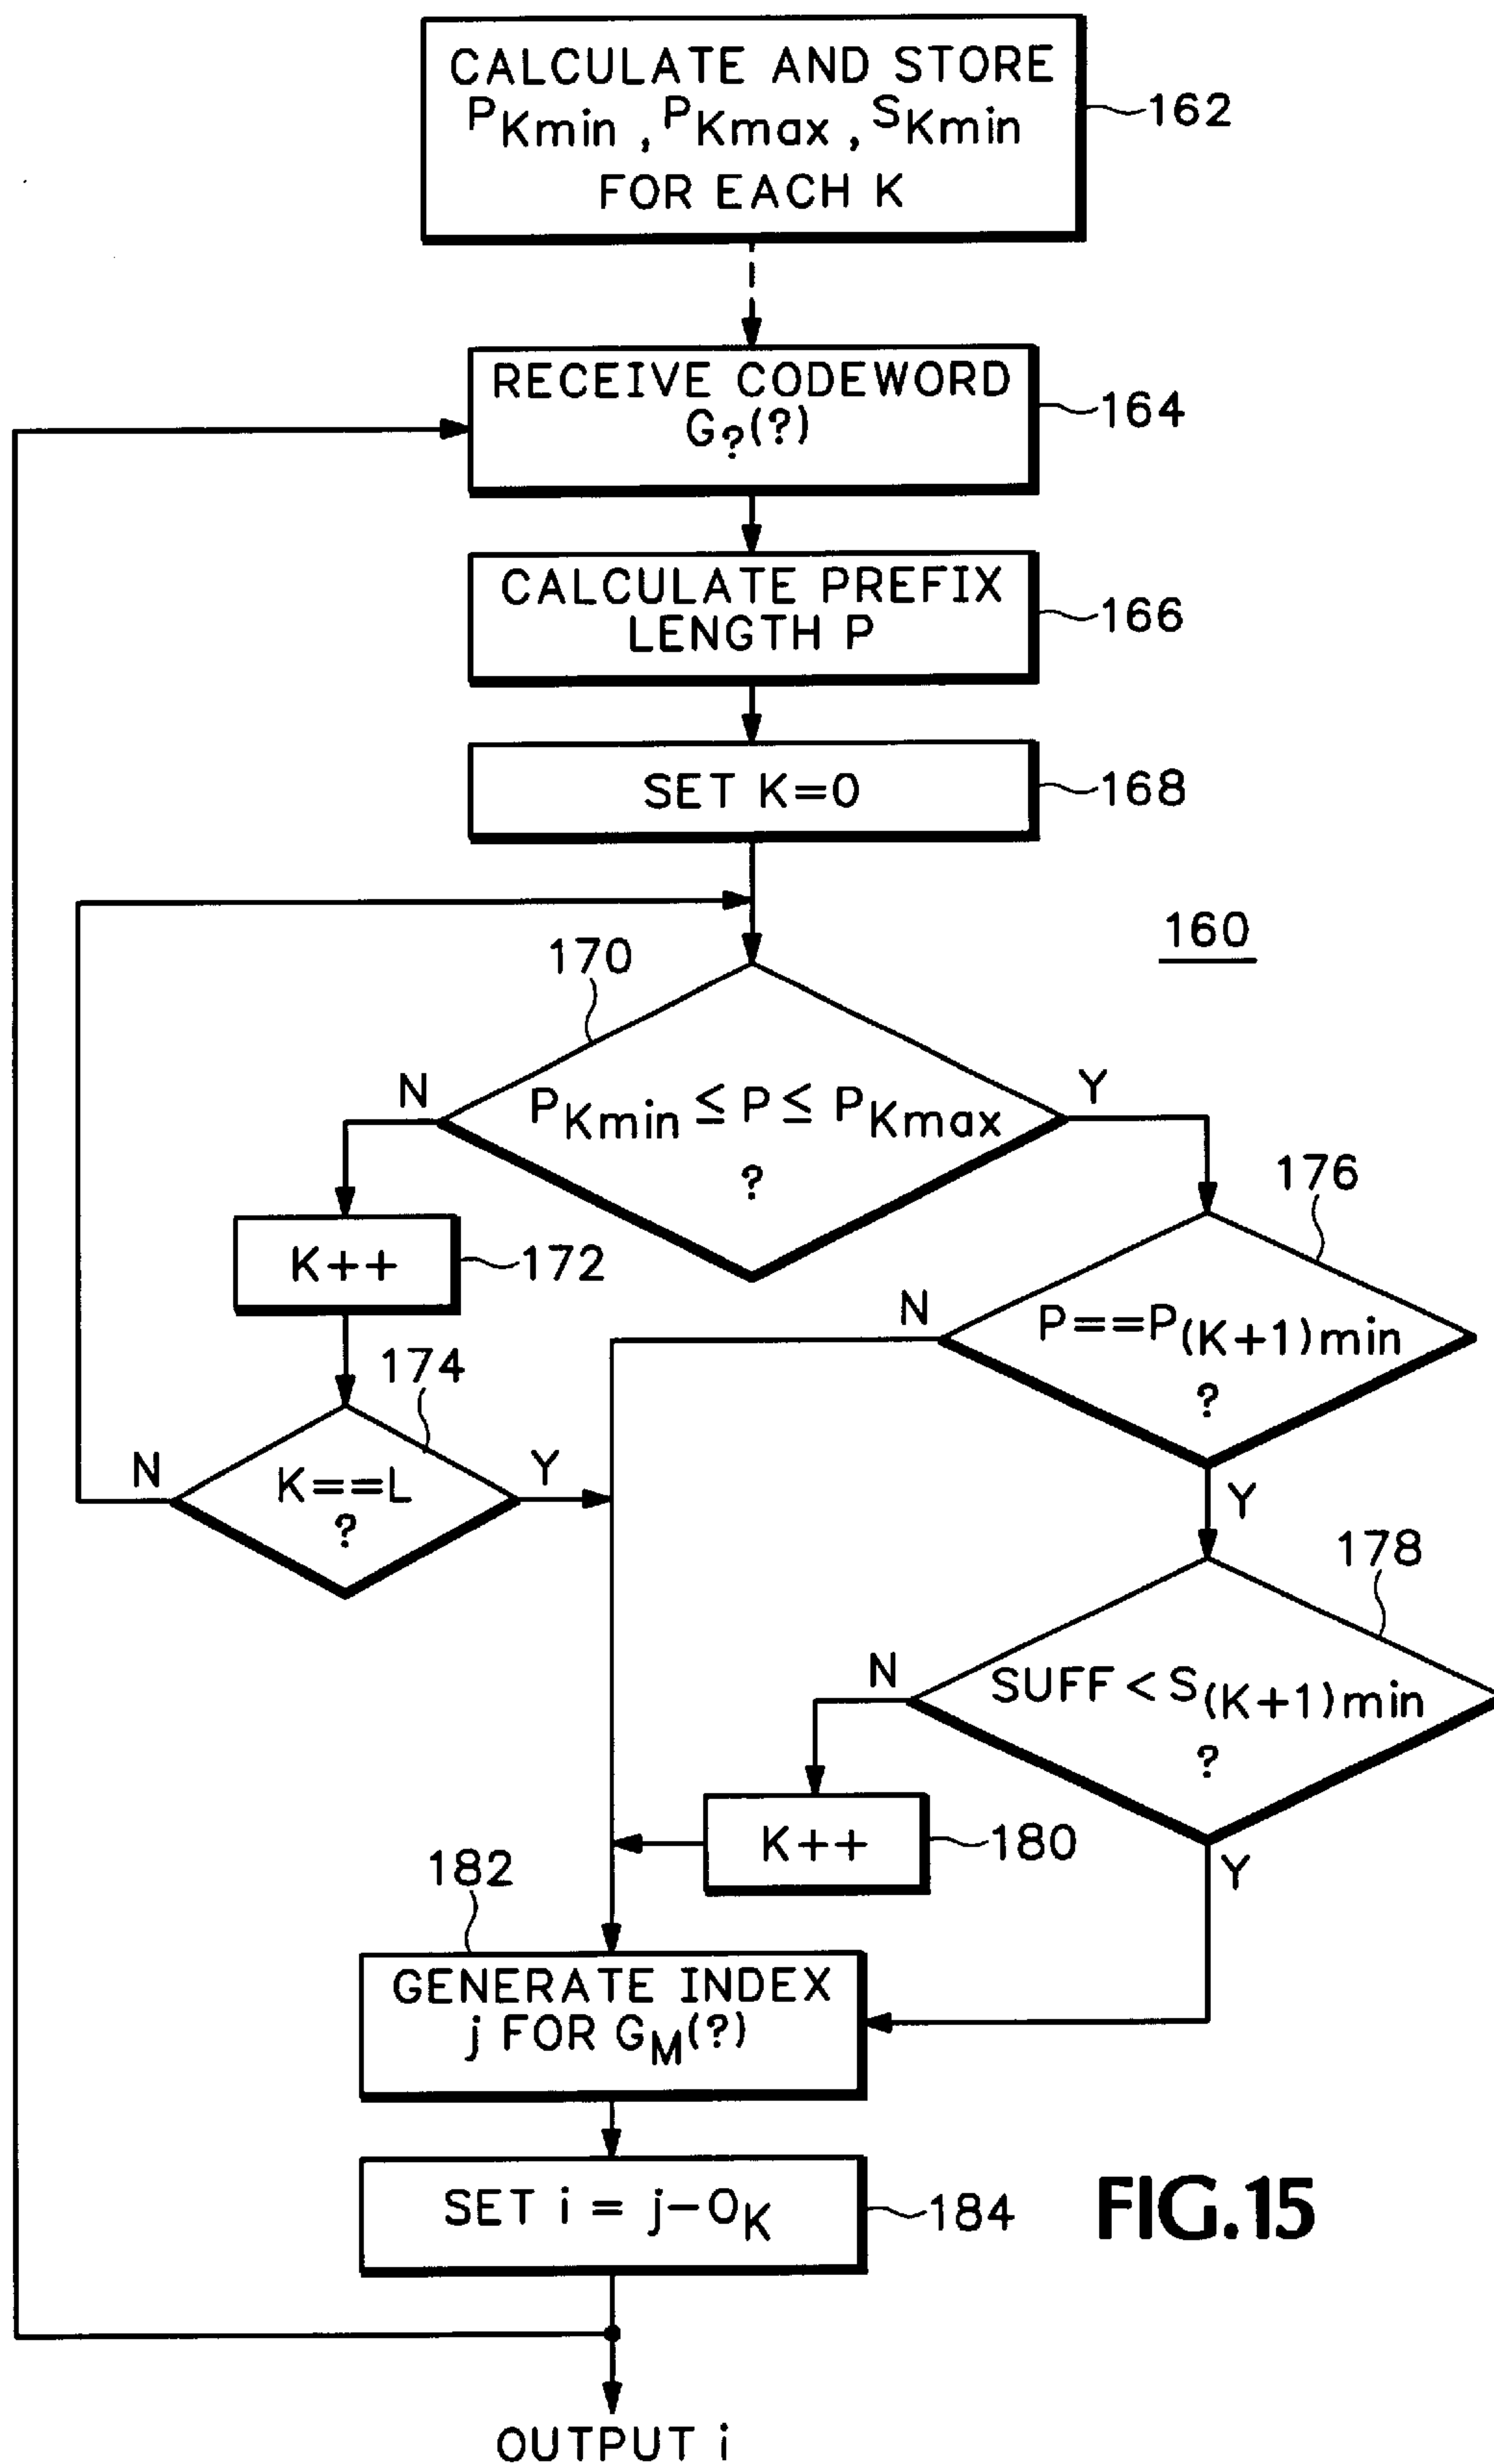 CALCULATE AND STORE
PKmin, PKmax, SKmin
FOR EACH K
162
RECEIVE CODEWORD
G?(?)
164
CALCULATE PREFIX
LENGTH P
166
SET K=0
168
160
170
N
PKmin ≤ P ≤ PKmax
?
Y
176
K++
172
N
P==P(K+1)min
?
174
Y
N
K==L
?
Y
178
N
SUFF < S(K+1)min
?
K++
180
Y
182
GENERATE INDEX
j FOR GM(?)
SET i = j-OK
184
FIG.15
OUTPUT i